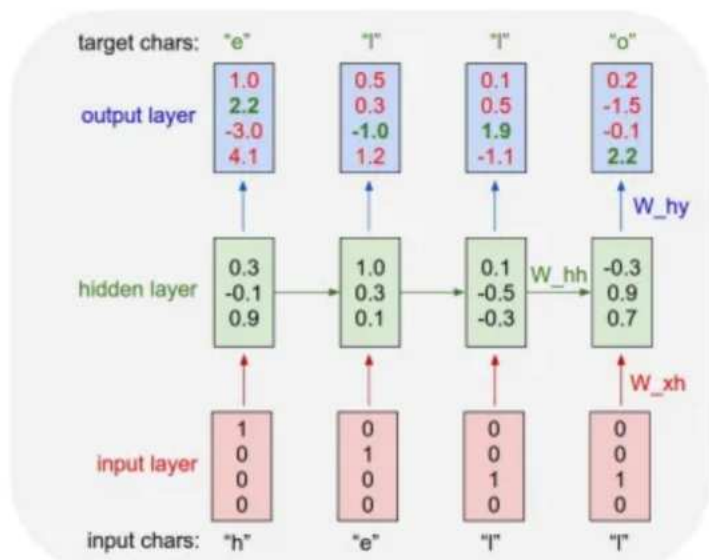 target chars: "e" "l" "l" "o"
1.0 0.5 0.1 0.2
2.2 0.3 0.5 -1.5
output layer
-3.0 -1.0 1.9 -0.1
4.1 1.2 -1.1 2.2
W_hy
0.3 1.0 0.1 W_hh -0.3
hidden layer -0.1 0.3 -0.5 0.9
0.9 0.1 -0.3 0.7
W_xh
1 0 0 0
0 1 0 0
input layer
0 0 1 1
0 0 0 0
input chars: "h" "e" "l" "l"